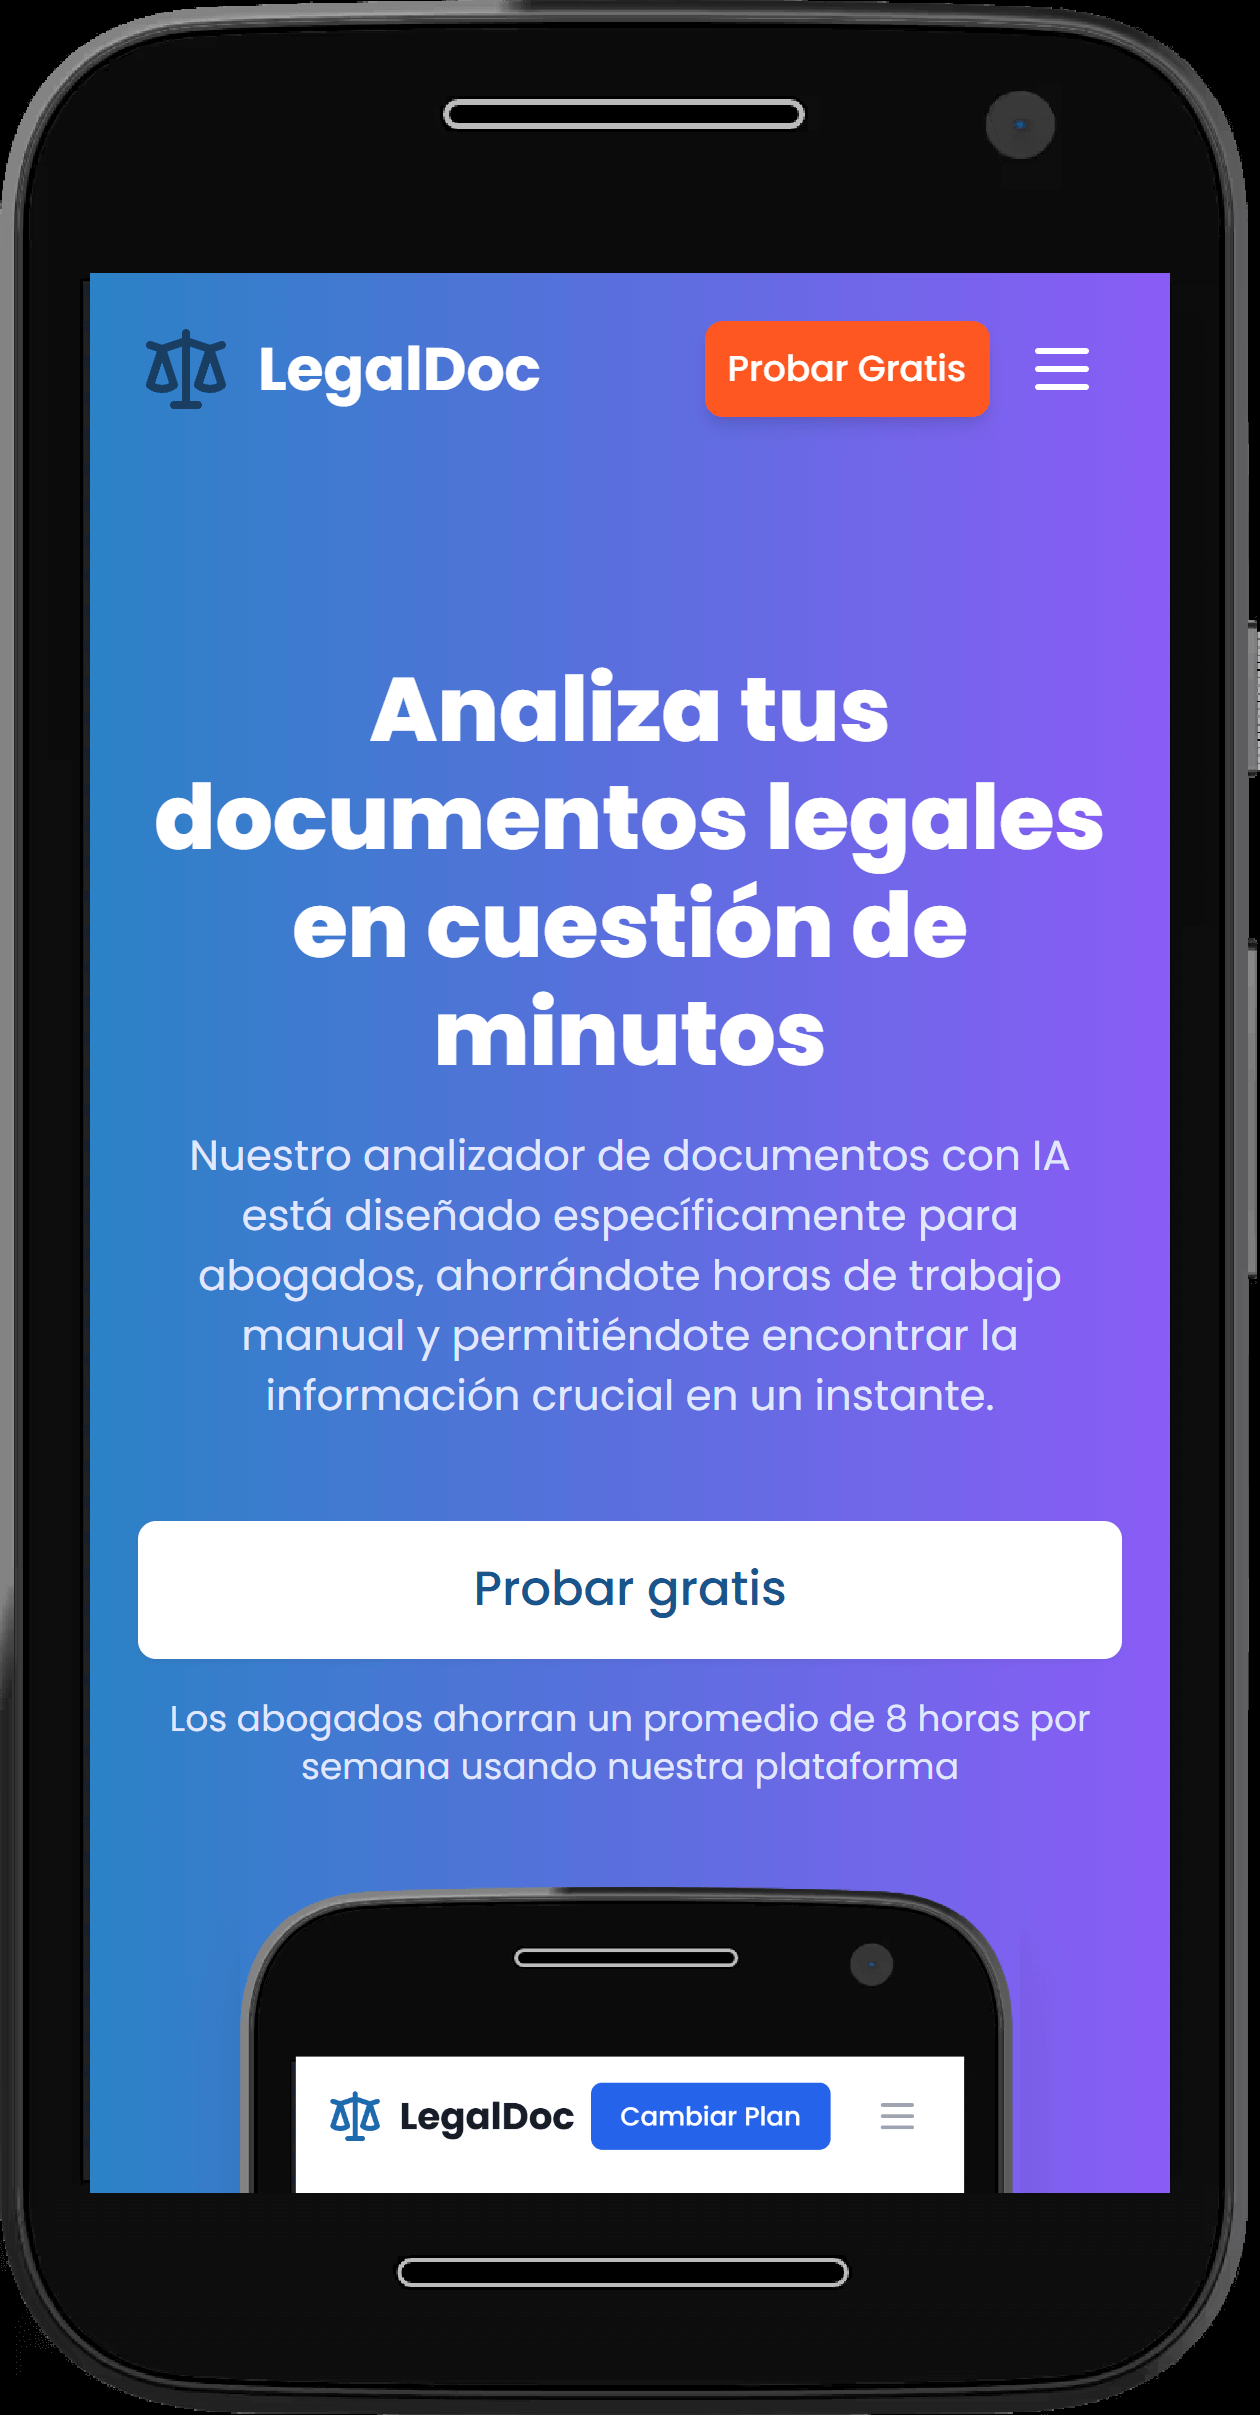 LegalDoc
Probar Gratis
Analiza tus
documentos legales
en cuestión de
minutos
Nuestro analizador de documentos con IA
está diseñado específicamente para
abogados, ahorrándote horas de trabajo
manual y permitiéndote encontrar la
información crucial en un instante.
Probar gratis
Los abogados ahorran un promedio de 8 horas por
semana usando nuestra plataforma
LegalDoc
Cambiar Plan